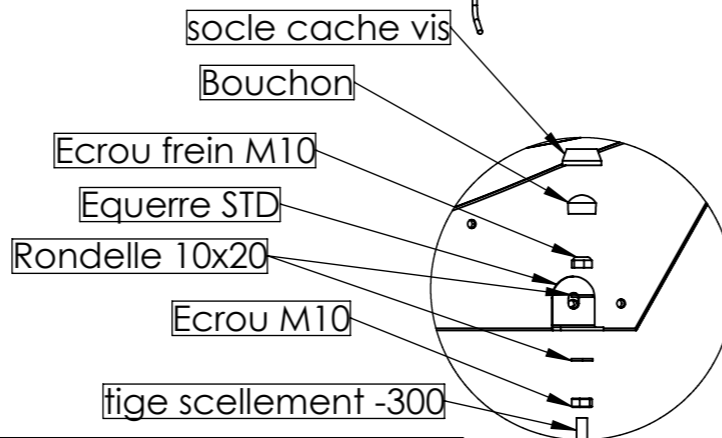 socle cache vis
Bouchon
Ecrou frein M10
Equerre STD
Rondelle 10x20
Ecrou M10
tige scellement -300